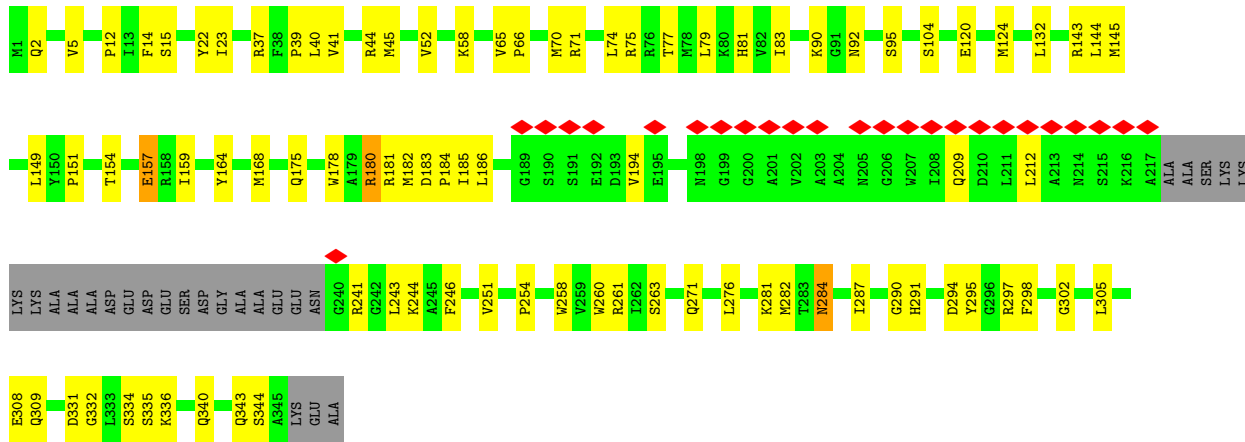 M1 Q2 V5 P12 I13 F14 S15 Y22 I23 R37 F38 P39 L40 V41 R44 M45 V52 K58 V65 P66 M70 R71 L74 R75 R76 T77 M78 L79 K80 H81 V82 I83 K90 G91 N92 S95 S104 E120 M124 L132 R143 L144 M145
L149 Y150 P151 T154 E157 R158 I159 Y164 M168 Q175 W178 A179 R180 R181 M182 D183 P184 I185 L186 G189 S190 S191 E192 D193 V194 E195 N198 G199 G200 A201 V202 A203 A204 N205 G206 W207 I208 Q209 D210 L211 L212 A213 N214 S215 K216 A217 ALA ALA SER LYS LYS
LYS LYS ALA ALA ALA ASP GLU ASP GLU SER ASP GLY ALA ALA GLU GLU ASN G240 R241 G242 L243 K244 A245 F246 V251 P254 W258 V259 W260 R261 I262 S263 Q271 L276 K281 M282 T283 N284 I287 G290 H291 D294 Y295 G296 R297 F298 G302 L305
E308 Q309 D331 G332 L333 S334 S335 K336 Q340 Q343 S344 A345 LYS GLU ALA